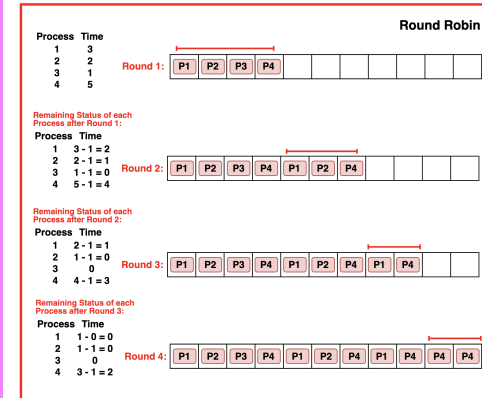 Round Robin
Process Time
1 3
2 2
3 1
4 5
Round 1: P1 P2 P3 P4
Remaining Status of each
Process after Round 1:
Process Time
1 3 - 1 = 2
2 2 - 1 = 1
3 1 - 1 = 0
4 5 - 1 = 4
Round 2: P1 P2 P3 P4 P1 P2 P4
Remaining Status of each
Process after Round 2:
Process Time
1 2 - 1 = 1
2 1 - 1 = 0
3 0
4 4 - 1 = 3
Round 3: P1 P2 P3 P4 P1 P2 P4 P1 P4
Remaining Status of each
Process after Round 3:
Process Time
1 1 - 0 = 0
2 1 - 1 = 0
3 0
4 3 - 1 = 2
Round 4: P1 P2 P3 P4 P1 P2 P4 P1 P4 P4 P4